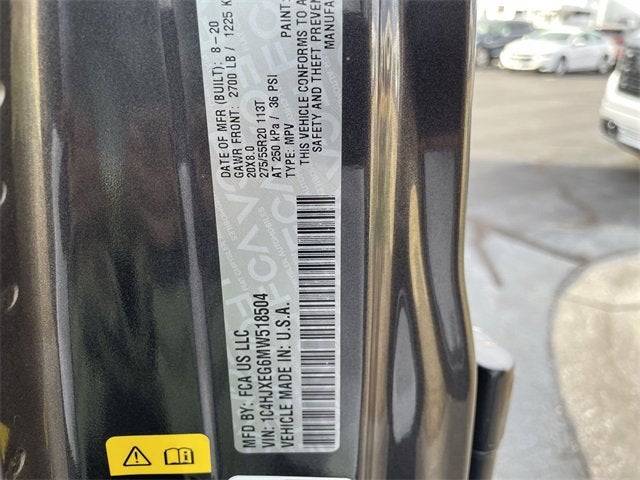 MFD BY: FCA US LLC
DATE OF MFR (BUILT): 8-20
GAWR FRONT: 2700 LB / 1225 K
20X8.0
275/55R20 113T
AT 250 kPa / 36 PSI
PAINT:
THIS VEHICLE CONFORMS TO A
SAFETY AND THEFT PREVEN
MANUFA
VIN: 1C4HJXEG6MW518504
TYPE: MPV
VEHICLE MADE IN: U.S.A.